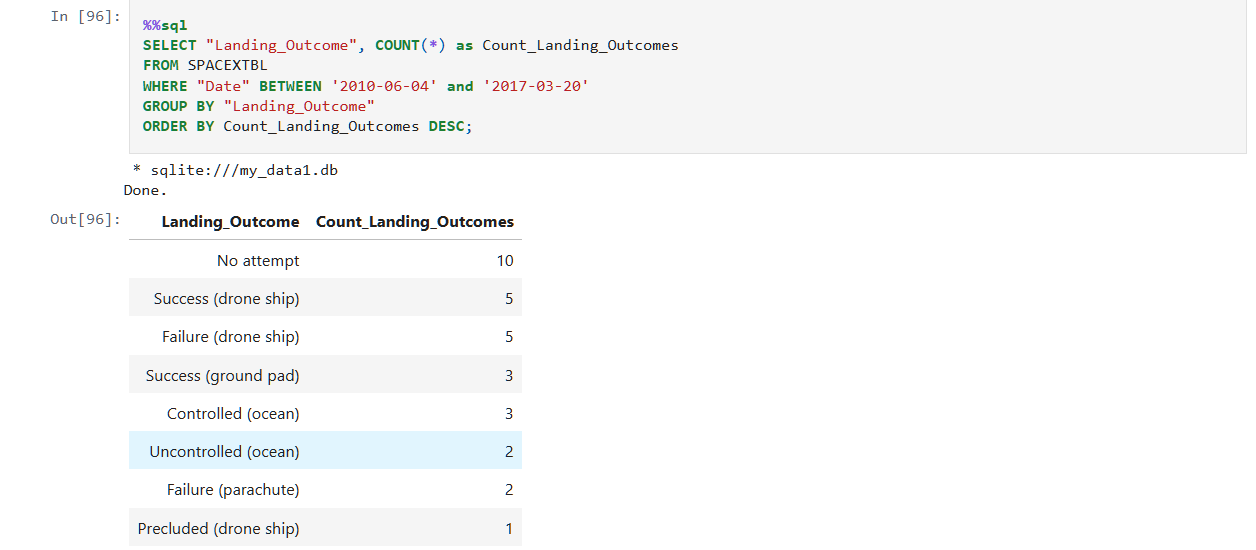 In [96]:
%%sql
SELECT "Landing_Outcome", COUNT(*) as Count_Landing_Outcomes
FROM SPACEXTBL
WHERE "Date" BETWEEN '2010-06-04' and '2017-03-20'
GROUP BY "Landing_Outcome"
ORDER BY Count_Landing_Outcomes DESC;
* sqlite:///my_data1.db
Done.
Out[96]:
Landing_Outcome Count_Landing_Outcomes
No attempt 10
Success (drone ship) 5
Failure (drone ship) 5
Success (ground pad) 3
Controlled (ocean) 3
Uncontrolled (ocean) 2
Failure (parachute) 2
Precluded (drone ship) 1